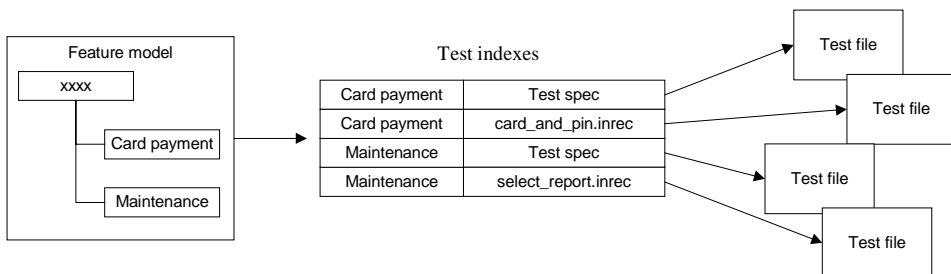 Feature model
xxxx
Card payment
Maintenance
Test indexes
Card payment Test spec
Card payment card_and_pin.inrec
Maintenance Test spec
Maintenance select_report.inrec
Test file
Test file
Test file
Test file